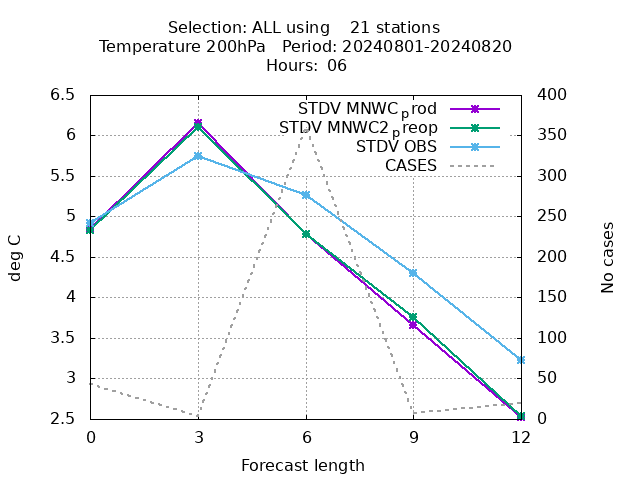 Selection: ALL using    21 stations
Temperature 200hPa   Period: 20240801-20240820
Hours: 06
STDV MNWC_prod
STDV MNWC2_preop
STDV OBS
CASES
deg C
6.5
6
5.5
5
4.5
4
3.5
3
2.5
400
350
300
250
200
150
100
50
0
No cases
0 3 6 9 12
Forecast length